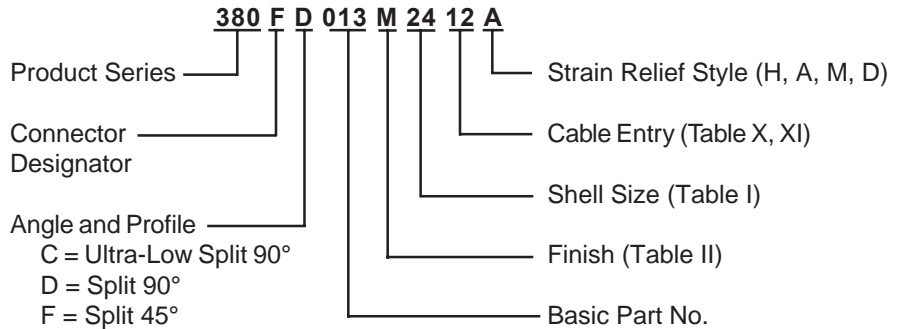 380 F D 013 M 24 12 A
Product Series
Connector
Designator
Angle and Profile
C = Ultra-Low Split 90°
D = Split 90°
F = Split 45°
Strain Relief Style (H, A, M, D)
Cable Entry (Table X, XI)
Shell Size (Table I)
Finish (Table II)
Basic Part No.